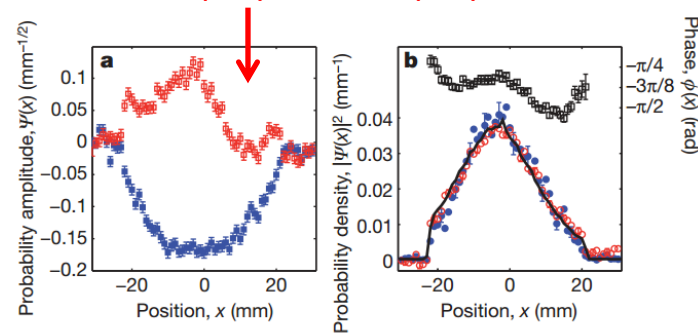 a
Probability amplitude, Ψ(x) (mm⁻¹/²)
0.1
0.05
0
−0.05
−0.1
−0.15
−0.2
−20
0
20
Position, x (mm)
b
Probability density, |Ψ(x)|² (mm⁻¹)
0.04
0.03
0.02
0.01
0
−20
0
20
Position, x (mm)
−π/4
−3π/8
−π/2
Phase, ϕ(x) (rad)